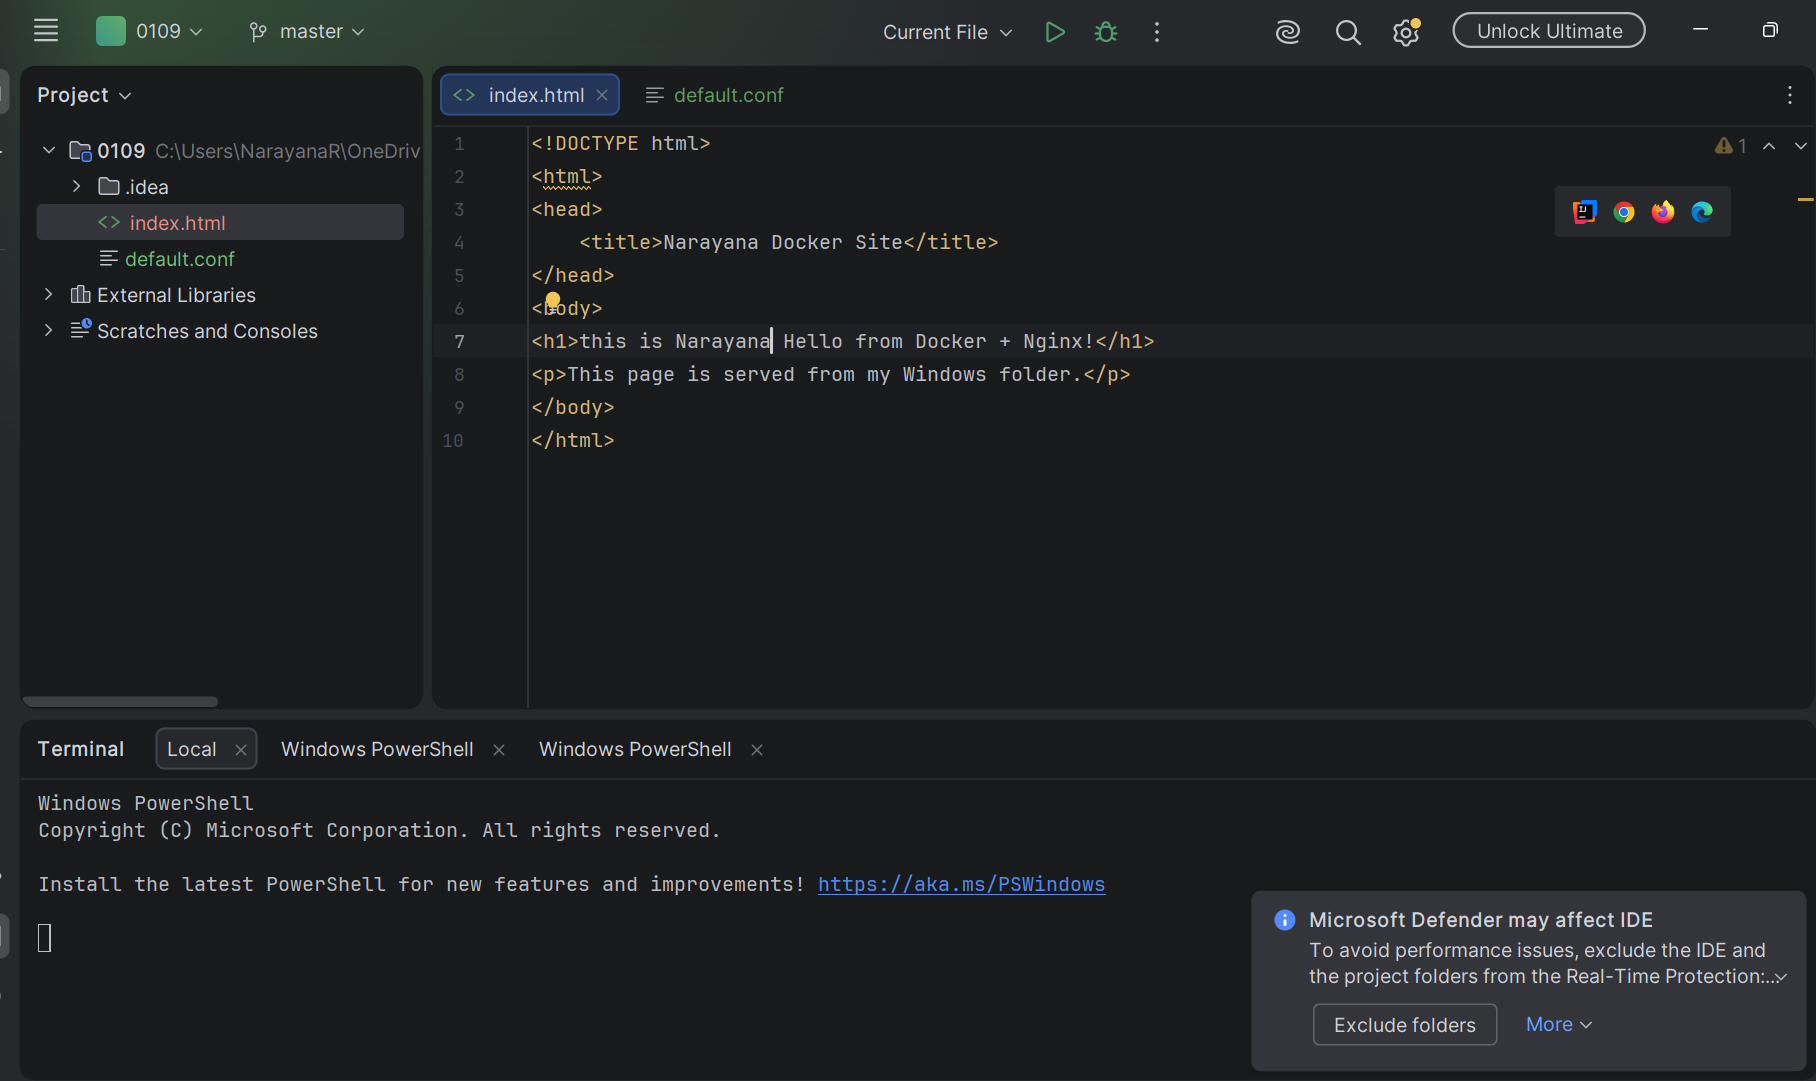 0109
master
Current File
Unlock Ultimate
Project
0109 C:\Users\NarayanaR\OneDriv
.idea
index.html
default.conf
External Libraries
Scratches and Consoles
index.html
default.conf
1 <!DOCTYPE html>
2 <html>
3 <head>
4 <title>Narayana Docker Site</title>
5 </head>
6 <body>
7 <h1>this is Narayana Hello from Docker + Nginx!</h1>
8 <p>This page is served from my Windows folder.</p>
9 </body>
10 </html>
1
Terminal
Local
Windows PowerShell
Windows PowerShell
Windows PowerShell
Copyright (C) Microsoft Corporation. All rights reserved.
Install the latest PowerShell for new features and improvements! https://aka.ms/PSWindows
Microsoft Defender may affect IDE
To avoid performance issues, exclude the IDE and
the project folders from the Real-Time Protection:...
Exclude folders
More